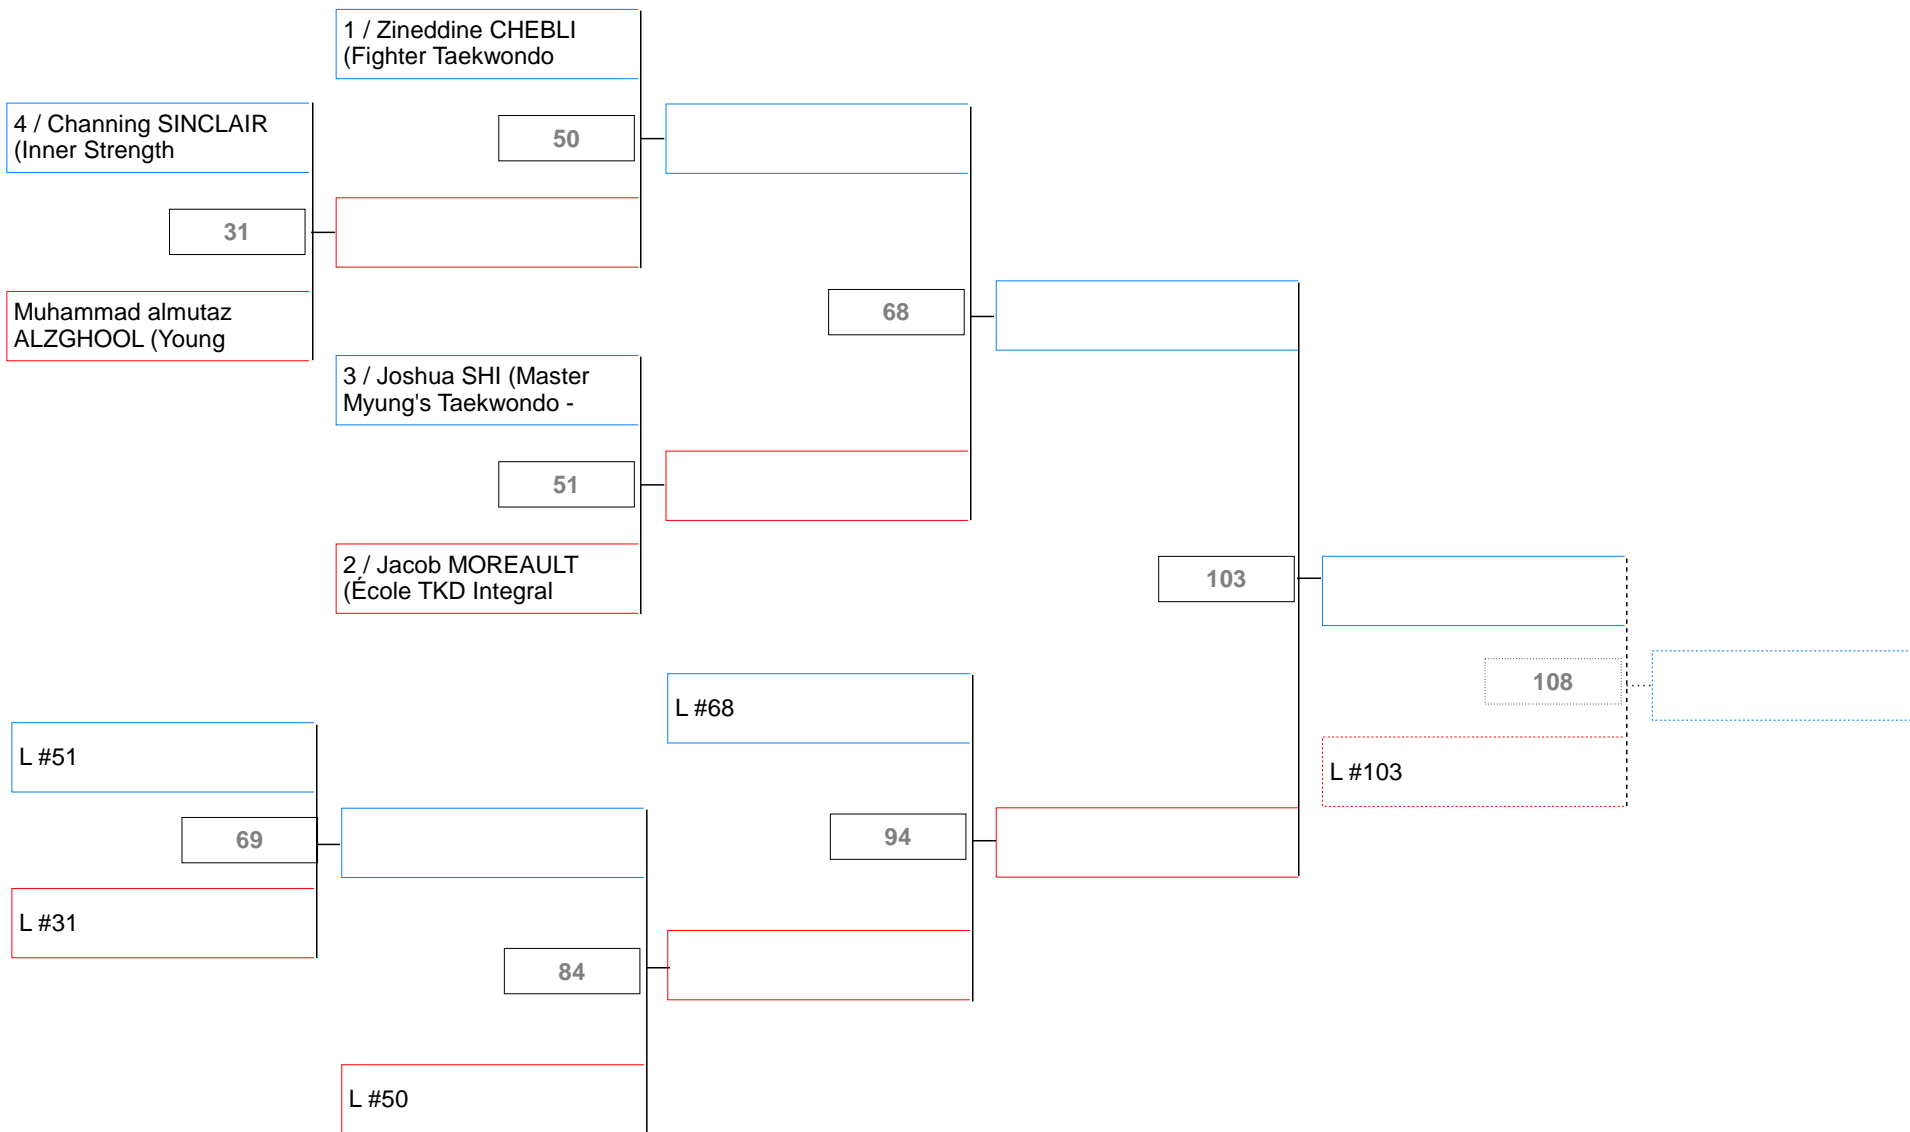 1 / Zineddine CHEBLI
(Fighter Taekwondo
4 / Channing SINCLAIR
(Inner Strength
50
31
Muhammad almutaz
ALZGHOOL (Young
68
3 / Joshua SHI (Master
Myung's Taekwondo -
51
2 / Jacob MOREAULT
(École TKD Integral
103
108
L #68
L #51
L #103
69
94
L #31
84
L #50